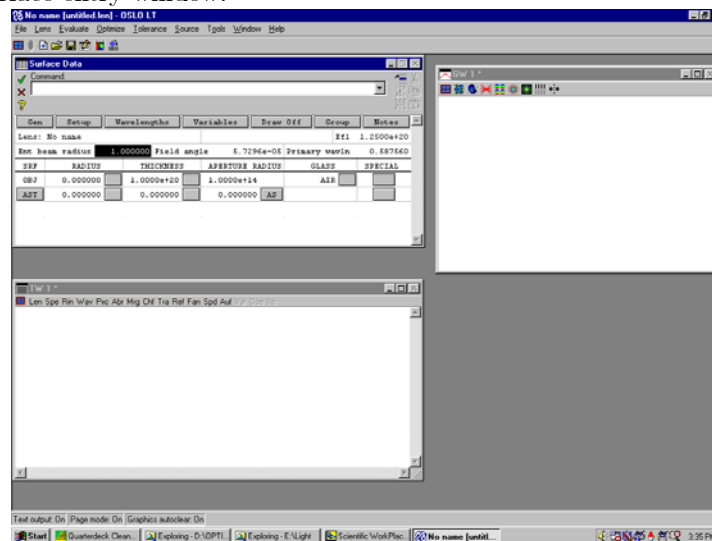 No name [untitled.len] - OSLO LT
File Lens Evaluate Optimize Tolerance Source Tools Window Help
Surface Data
Command:
Gen Setup Wavelengths Variables Draw Off Group Notes
Lens: No name Efl 1.2500e+20
Ent beam radius 1.000000 Field angle 5.7296e-05 Primary wavln 0.587560
SRF RADIUS THICKNESS APERTURE RADIUS GLASS SPECIAL
OBJ 0.000000 1.0000e+20 1.0000e+14 AIR
AST 0.000000 0.000000 0.000000 AS
GW 1 *
TW 1 *
Len Spe Rin Wav Pxc Abr Mrg Chf Tra Ref Fan Spd Auf Var Ope
Text output: On Page mode: On Graphics autoclear: On
Start Quarterdeck Clean... Exploring - D:\OPTI... Exploring - E:\Light Scientific WorkPlac... No name [untitl... 3:35 PM